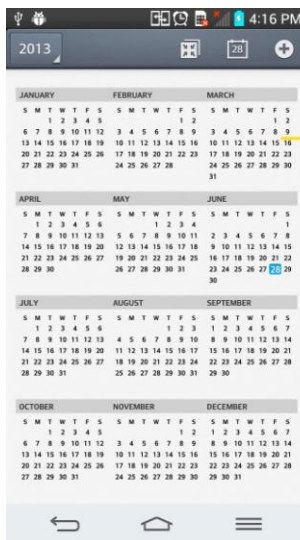 4:16 PM
2013
28
JANUARY
S M T W T F S
1 2 3 4 5
6 7 8 9 10 11 12
13 14 15 16 17 18 19
20 21 22 23 24 25 26
27 28 29 30 31
FEBRUARY
S M T W T F S
1 2
3 4 5 6 7 8 9
10 11 12 13 14 15 16
17 18 19 20 21 22 23
24 25 26 27 28
MARCH
S M T W T F S
1 2
3 4 5 6 7 8 9
10 11 12 13 14 15 16
17 18 19 20 21 22 23
24 25 26 27 28 29 30
31
APRIL
S M T W T F S
1 2 3 4 5 6
7 8 9 10 11 12 13
14 15 16 17 18 19 20
21 22 23 24 25 26 27
28 29 30
MAY
S M T W T F S
1 2 3 4
5 6 7 8 9 10 11
12 13 14 15 16 17 18
19 20 21 22 23 24 25
26 27 28 29 30 31
JUNE
S M T W T F S
1
2 3 4 5 6 7 8
9 10 11 12 13 14 15
16 17 18 19 20 21 22
23 24 25 26 27 28 29
30
JULY
S M T W T F S
1 2 3 4 5 6
7 8 9 10 11 12 13
14 15 16 17 18 19 20
21 22 23 24 25 26 27
28 29 30 31
AUGUST
S M T W T F S
1 2 3
4 5 6 7 8 9 10
11 12 13 14 15 16 17
18 19 20 21 22 23 24
25 26 27 28 29 30 31
SEPTEMBER
S M T W T F S
1 2 3 4 5 6 7
8 9 10 11 12 13 14
15 16 17 18 19 20 21
22 23 24 25 26 27 28
29 30
OCTOBER
S M T W T F S
1 2 3 4 5
6 7 8 9 10 11 12
13 14 15 16 17 18 19
20 21 22 23 24 25 26
27 28 29 30 31
NOVEMBER
S M T W T F S
1 2
3 4 5 6 7 8 9
10 11 12 13 14 15 16
17 18 19 20 21 22 23
24 25 26 27 28 29 30
DECEMBER
S M T W T F S
1 2 3 4 5 6 7
8 9 10 11 12 13 14
15 16 17 18 19 20 21
22 23 24 25 26 27 28
29 30 31